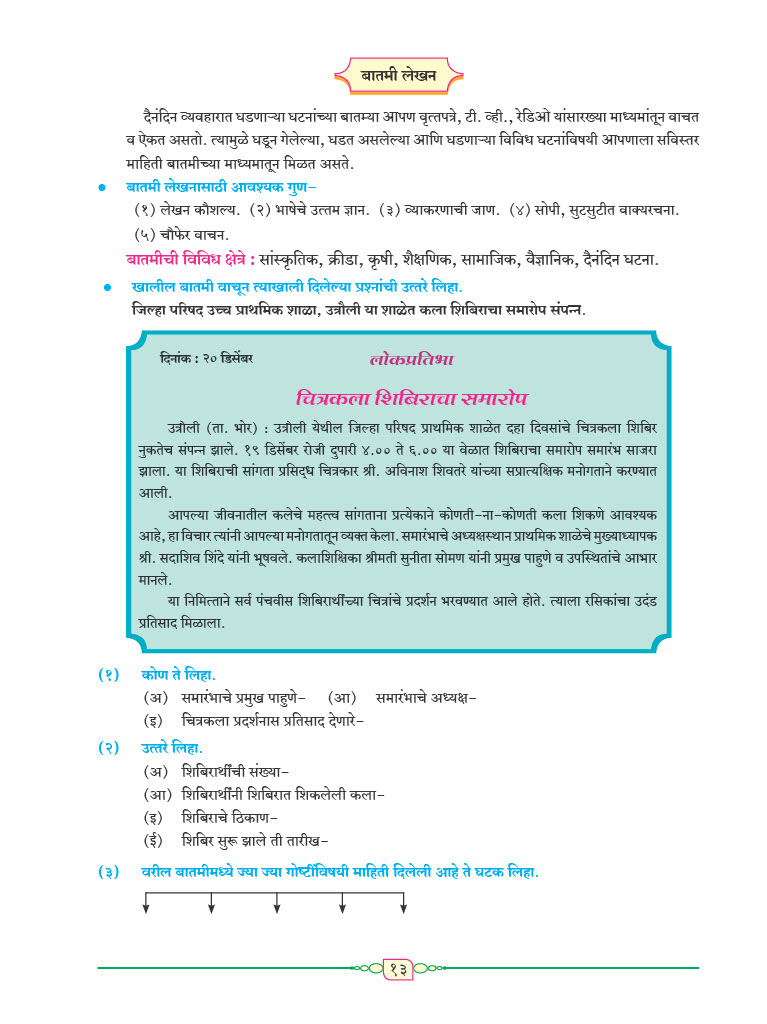 बातमी लेखन
दैनंदिन व्यवहारात घडणाऱ्या घटनांच्या बातम्या आपण वृत्तपत्रे, टी. व्ही., रेडिओ यांसारख्या माध्यमांतून वाचत
व ऐकत असतो. त्यामुळे घडून गेलेल्या, घडत असलेल्या आणि घडणाऱ्या विविध घटनांविषयी आपणाला सविस्तर
माहिती बातमीच्या माध्यमातून मिळत असते.
• बातमी लेखनासाठी आवश्यक गुण–
(१) लेखन कौशल्य. (२) भाषेचे उत्तम ज्ञान. (३) व्याकरणाची जाण. (४) सोपी, सुटसुटीत वाक्यरचना.
(५) चौफेर वाचन.
बातमीची विविध क्षेत्रे : सांस्कृतिक, क्रीडा, कृषी, शैक्षणिक, सामाजिक, वैज्ञानिक, दैनंदिन घटना.
• खालील बातमी वाचून त्याखाली दिलेल्या प्रश्नांची उत्तरे लिहा.
जिल्हा परिषद उच्च प्राथमिक शाळा, उत्रौली या शाळेत कला शिबिराचा समारोप संपन्न.
दिनांक : २० डिसेंबर लोकप्रतिभा
चित्रकला शिबिराचा समारोप
उत्रौली (ता. भोर) : उत्रौली येथील जिल्हा परिषद प्राथमिक शाळेत दहा दिवसांचे चित्रकला शिबिर
नुकतेच संपन्न झाले. १९ डिसेंबर रोजी दुपारी ४.०० ते ६.०० या वेळात शिबिराचा समारोप समारंभ साजरा
झाला. या शिबिराची सांगता प्रसिद्ध चित्रकार श्री. अविनाश शिवतरे यांच्या सप्रात्यक्षिक मनोगताने करण्यात
आली.
आपल्या जीवनातील कलेचे महत्त्व सांगताना प्रत्येकाने कोणती-ना-कोणती कला शिकणे आवश्यक
आहे, हा विचार त्यांनी आपल्या मनोगतातून व्यक्त केला. समारंभाचे अध्यक्षस्थान प्राथमिक शाळेचे मुख्याध्यापक
श्री. सदाशिव शिंदे यांनी भूषवले. कलाशिक्षिका श्रीमती सुनीता सोमण यांनी प्रमुख पाहुणे व उपस्थितांचे आभार
मानले.
या निमित्ताने सर्व पंचवीस शिबिरार्थींच्या चित्रांचे प्रदर्शन भरवण्यात आले होते. त्याला रसिकांचा उदंड
प्रतिसाद मिळाला.
(१) कोण ते लिहा.
(अ) समारंभाचे प्रमुख पाहुणे– (आ) समारंभाचे अध्यक्ष–
(इ) चित्रकला प्रदर्शनास प्रतिसाद देणारे–
(२) उत्तरे लिहा.
(अ) शिबिरार्थींची संख्या–
(आ) शिबिरार्थींनी शिबिरात शिकलेली कला–
(इ) शिबिराचे ठिकाण–
(ई) शिबिर सुरू झाले ती तारीख–
(३) वरील बातमीमध्ये ज्या ज्या गोष्टींविषयी माहिती दिलेली आहे ते घटक लिहा.
१३